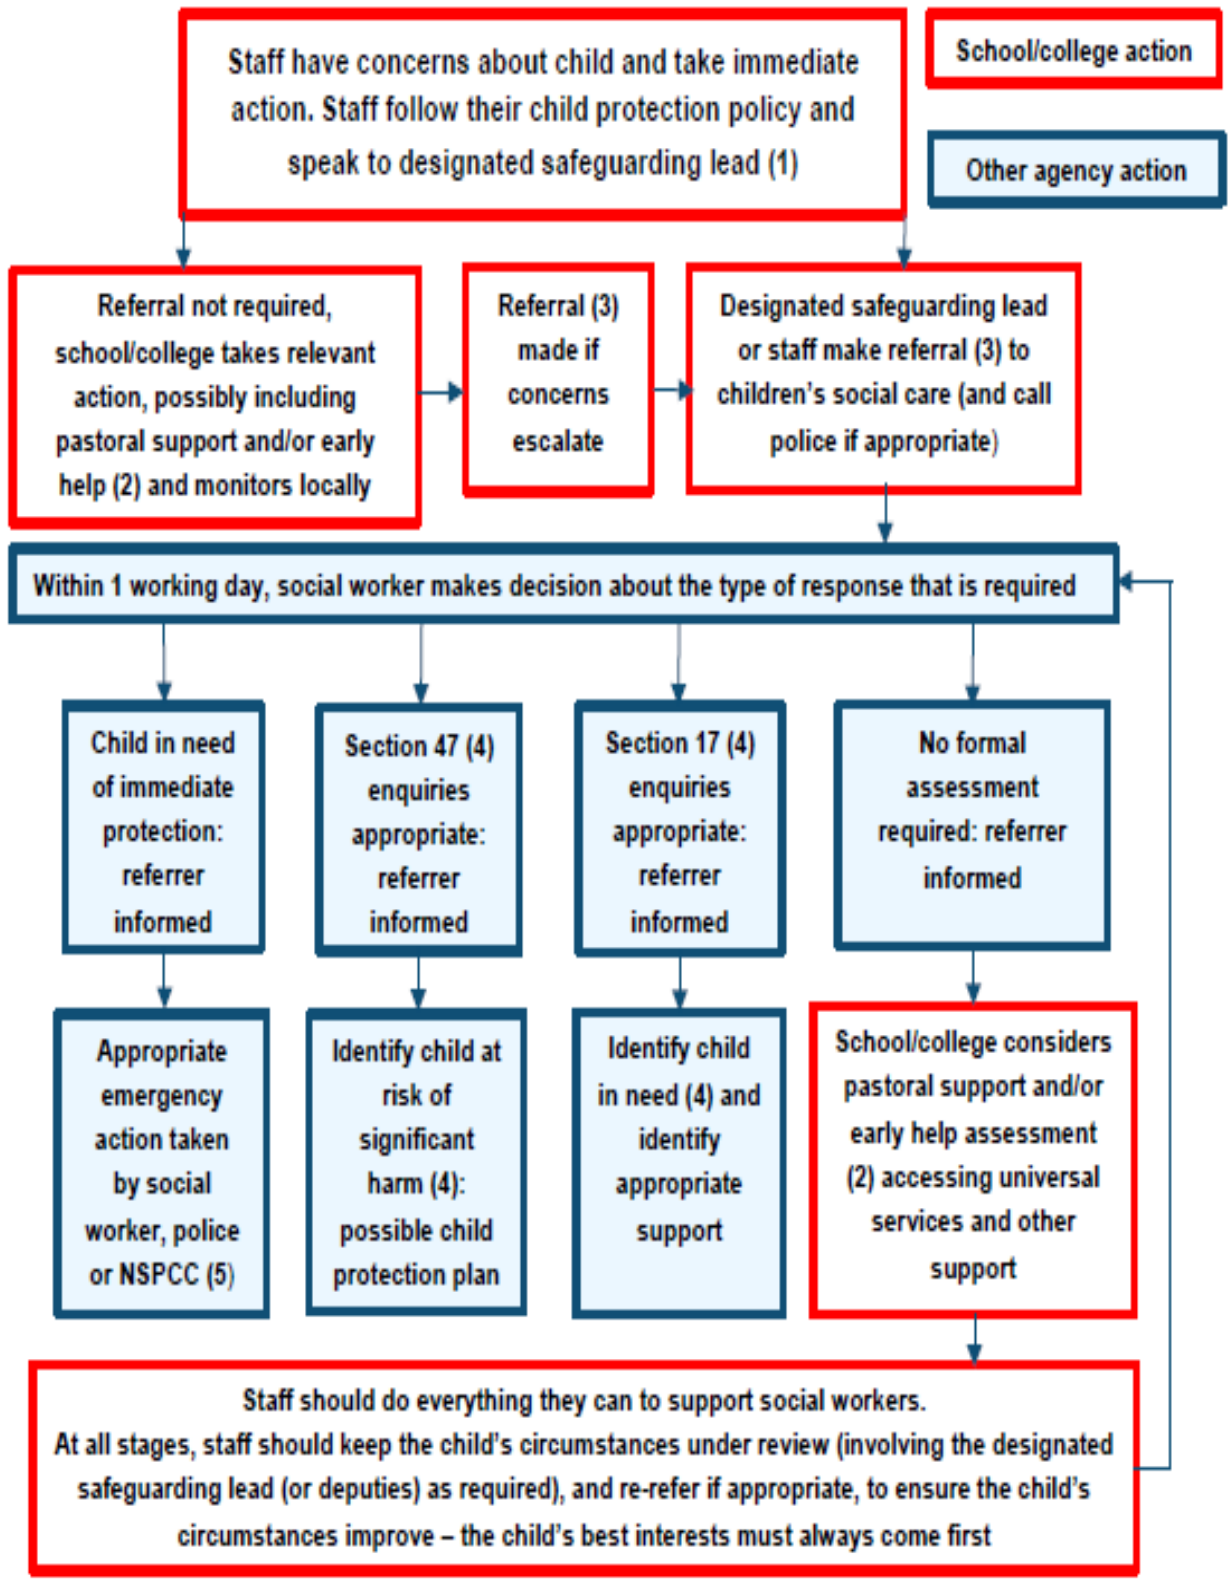 Staff have concerns about child and take immediate
action. Staff follow their child protection policy and
speak to designated safeguarding lead (1)
School/college action
Other agency action
Referral not required,
school/college takes relevant
action, possibly including
pastoral support and/or early
help (2) and monitors locally
Referral (3)
made if
concerns
escalate
Designated safeguarding lead
or staff make referral (3) to
children's social care (and call
police if appropriate)
Within 1 working day, social worker makes decision about the type of response that is required
Child in need
of immediate
protection:
referrer
informed
Section 47 (4)
enquiries
appropriate:
referrer
informed
Section 17 (4)
enquiries
appropriate:
referrer
informed
No formal
assessment
required: referrer
informed
Appropriate
emergency
action taken
by social
worker, police
or NSPCC (5)
Identify child at
risk of
significant
harm (4):
possible child
protection plan
Identify child
in need (4) and
identify
appropriate
support
School/college considers
pastoral support and/or
early help assessment
(2) accessing universal
services and other
support
Staff should do everything they can to support social workers.
At all stages, staff should keep the child's circumstances under review (involving the designated
safeguarding lead (or deputies) as required), and re-refer if appropriate, to ensure the child's
circumstances improve – the child's best interests must always come first